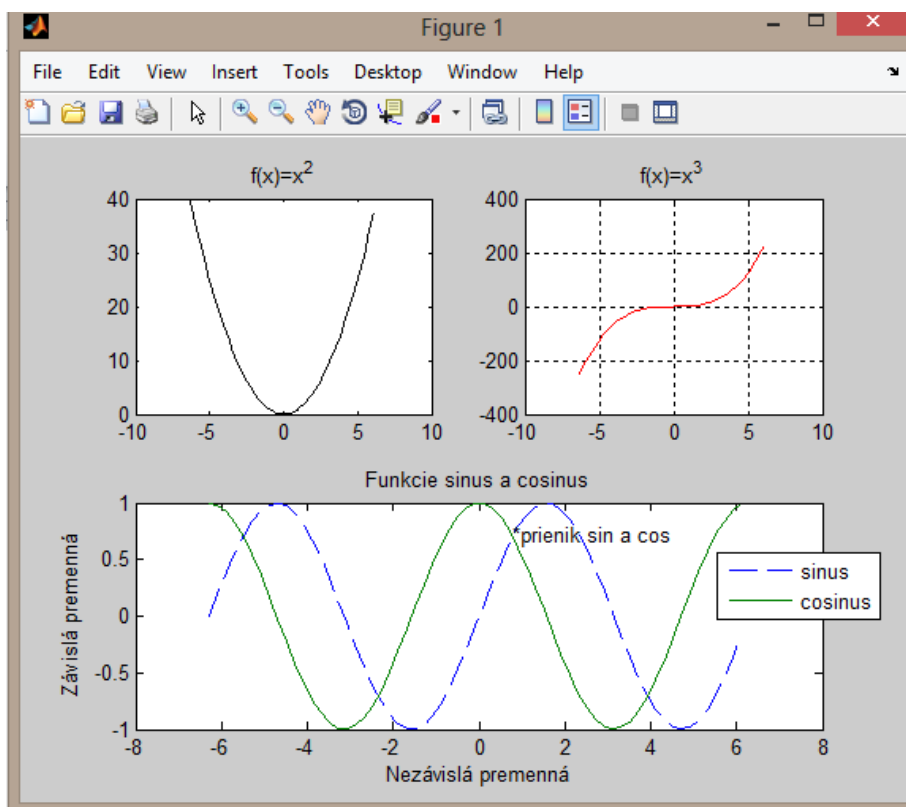 Figure 1
File Edit View Insert Tools Desktop Window Help
f(x)=x²
40
30
20
10
0
-10 -5 0 5 10
f(x)=x³
400
200
0
-200
-400
-10 -5 0 5 10
Funkcie sinus a cosinus
1
0.5
0
-0.5
-1
*prienik sin a cos
sinus
cosinus
Závislá premenná
-8 -6 -4 -2 0 2 4 6 8
Nezávislá premenná